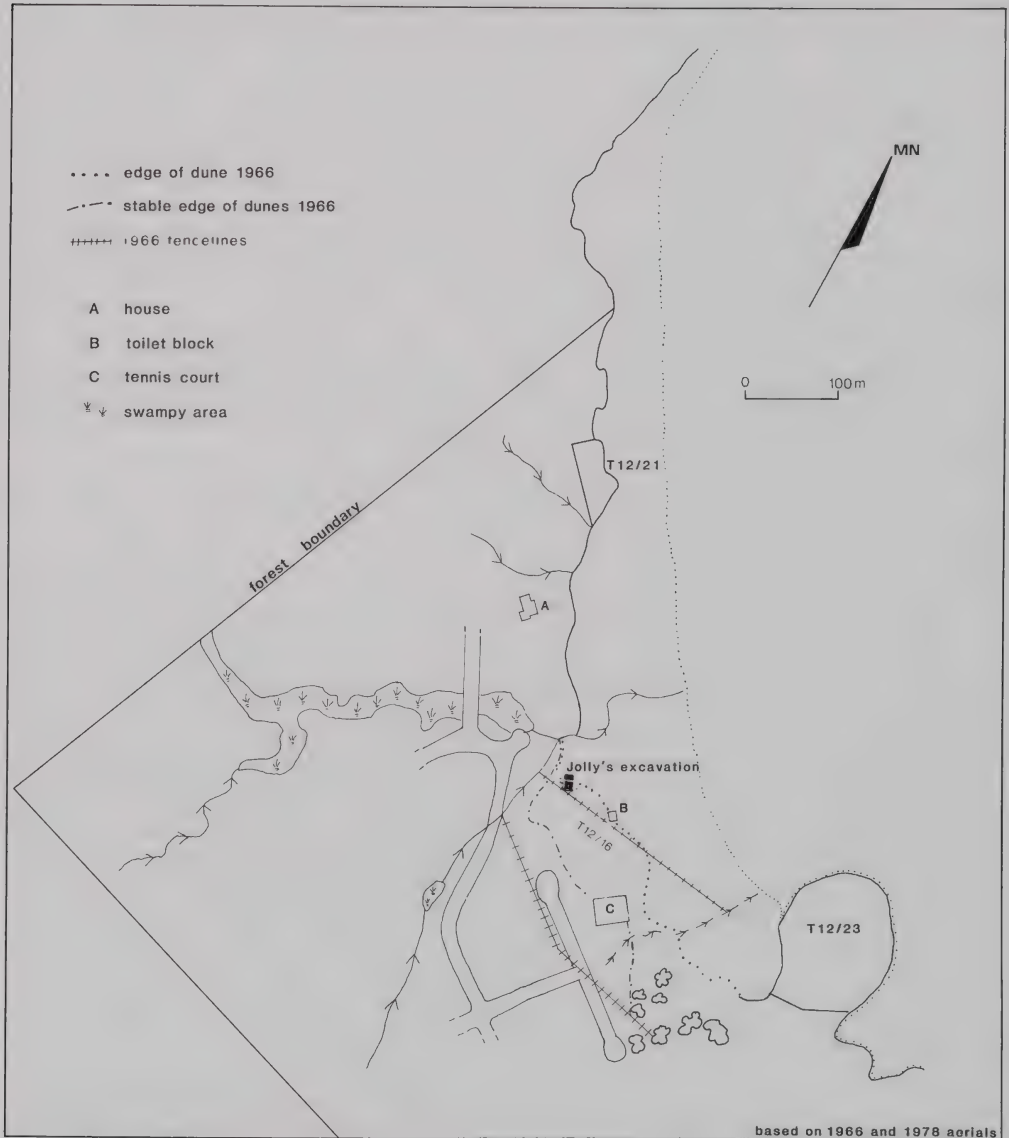 MN
edge of dune 1966
stable edge of dunes 1966
1966 fencelines
A house
B toilet block
C tennis court
swampy area
0 100m
T12/21
forest boundary
A
Jolly's excavation
B
T12/16
C
T12/23
based on 1966 and 1978 aerials